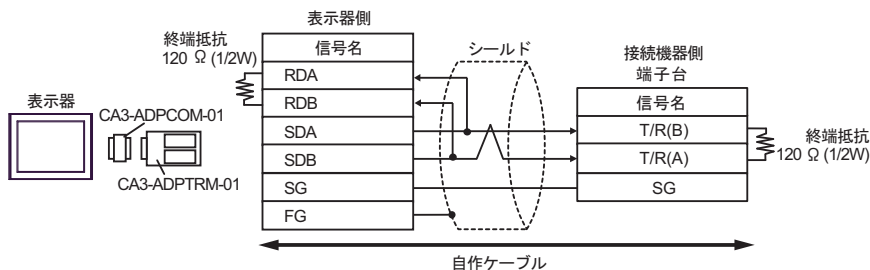 表示器側
終端抵抗
120 Ω (1/2W)
信号名
シールド
接続機器側
端子台
RDA
信号名
表示器
RDB
CA3-ADPCOM-01
SDA
T/R(B)
終端抵抗
120 Ω (1/2W)
SDB
T/R(A)
CA3-ADPTRM-01
SG
SG
FG
自作ケーブル